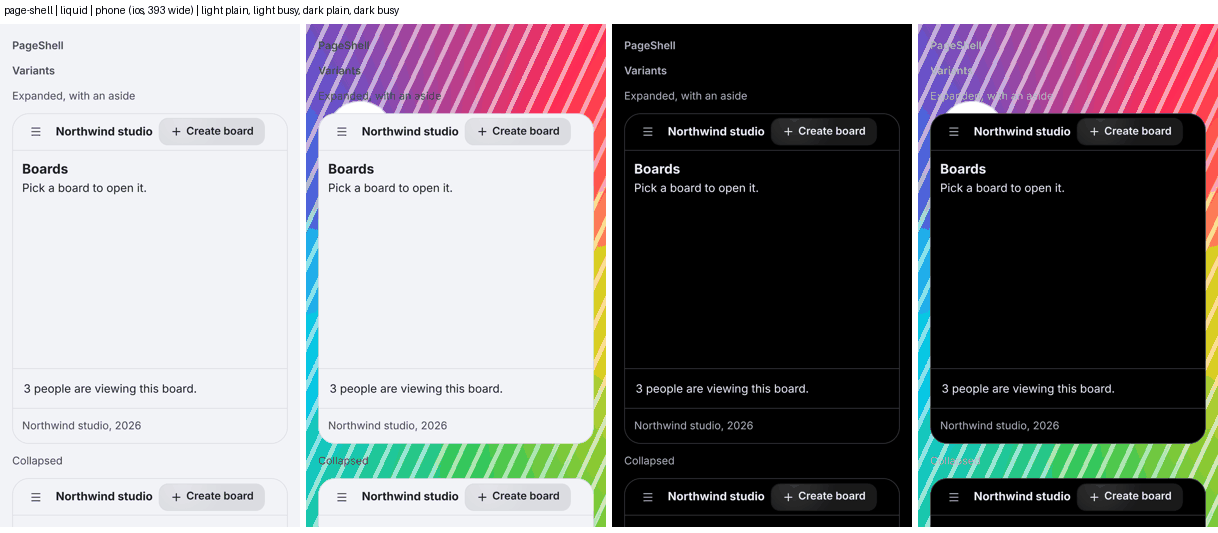 page-shell | liquid | phone (ios, 393 wide) | light plain, light busy, dark plain, dark busy
PageShell
Variants
Expanded, with an aside
Northwind studio
+ Create board
Boards
Pick a board to open it.
3 people are viewing this board.
Northwind studio, 2026
Collapsed
Northwind studio
+ Create board
PageShell
Variants
Expanded, with an aside
Northwind studio
+ Create board
Boards
Pick a board to open it.
3 people are viewing this board.
Northwind studio, 2026
Collapsed
Northwind studio
+ Create board
PageShell
Variants
Expanded, with an aside
Northwind studio
+ Create board
Boards
Pick a board to open it.
3 people are viewing this board.
Northwind studio, 2026
Collapsed
Northwind studio
+ Create board
PageShell
Variants
Expanded, with an aside
Northwind studio
+ Create board
Boards
Pick a board to open it.
3 people are viewing this board.
Northwind studio, 2026
Collapsed
Northwind studio
+ Create board